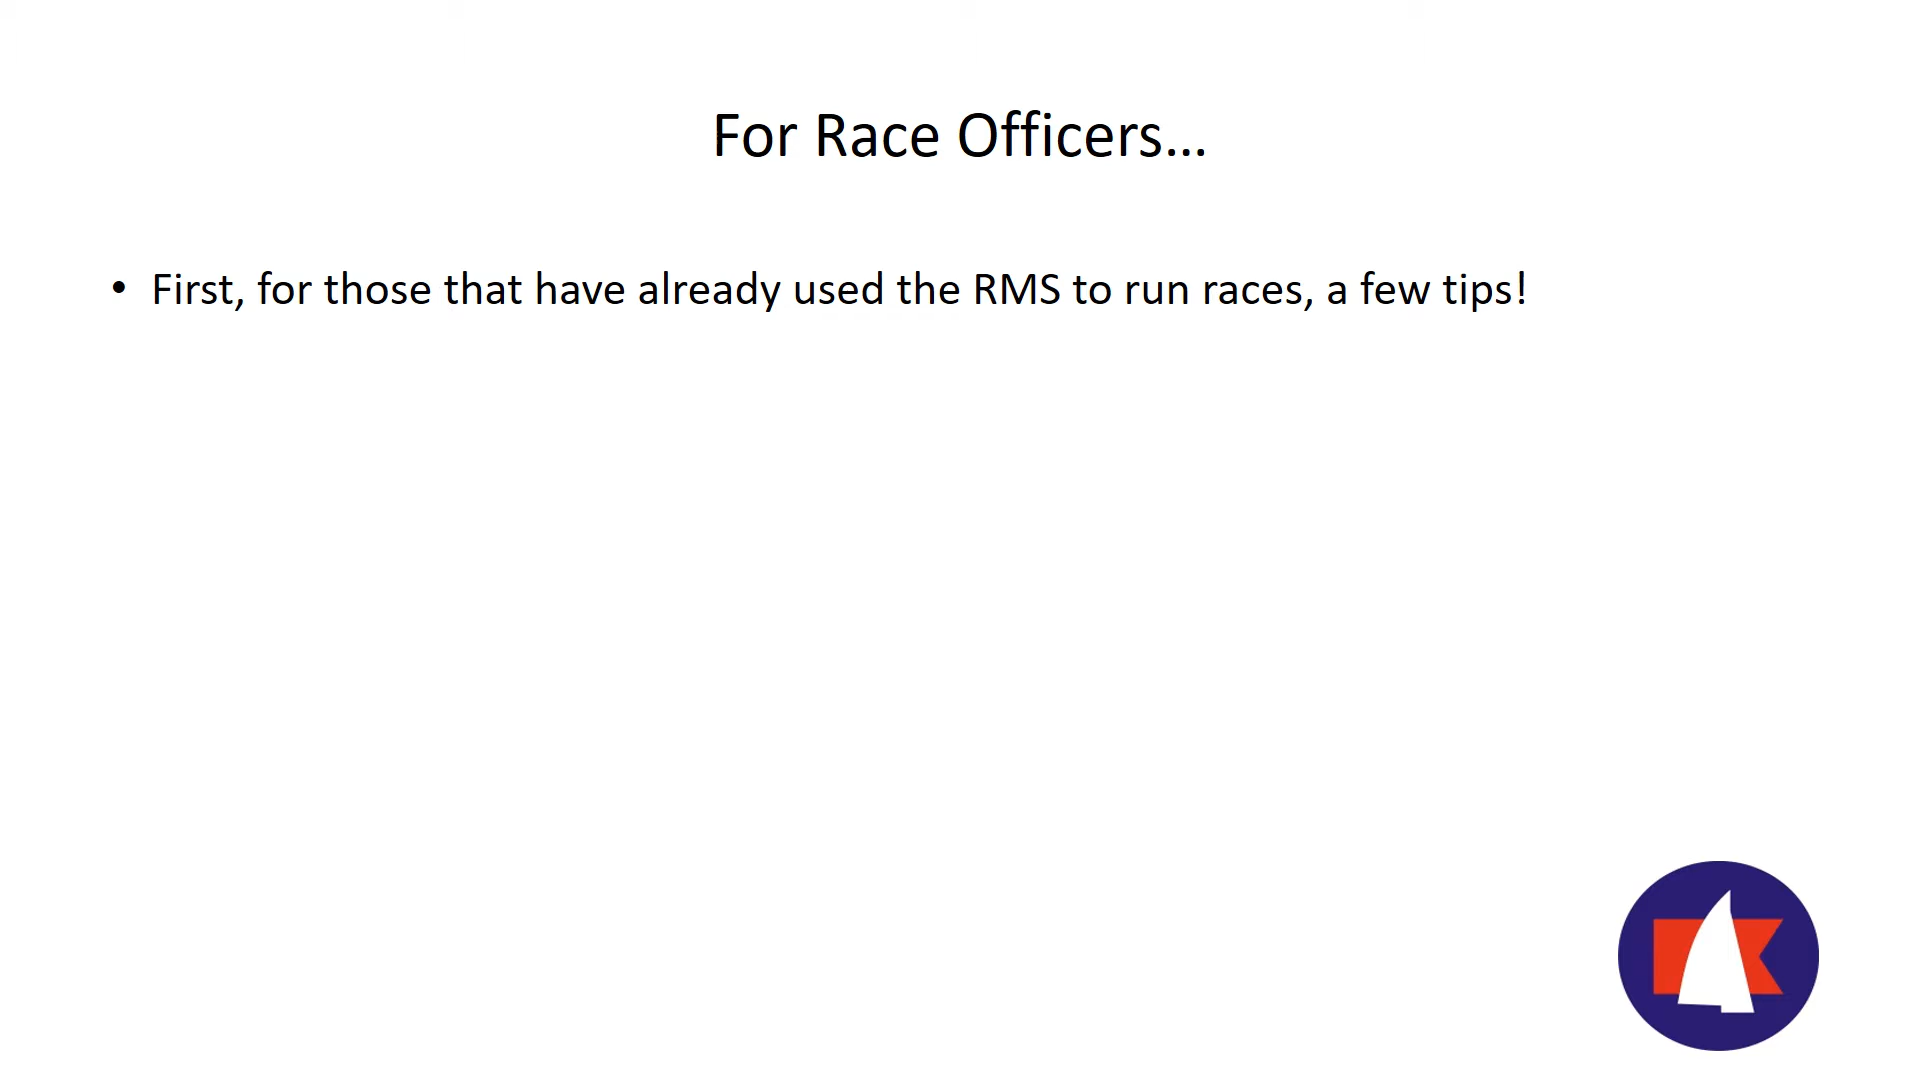 For Race Officers...
• First, for those that have already used the RMS to run races, a few tips!